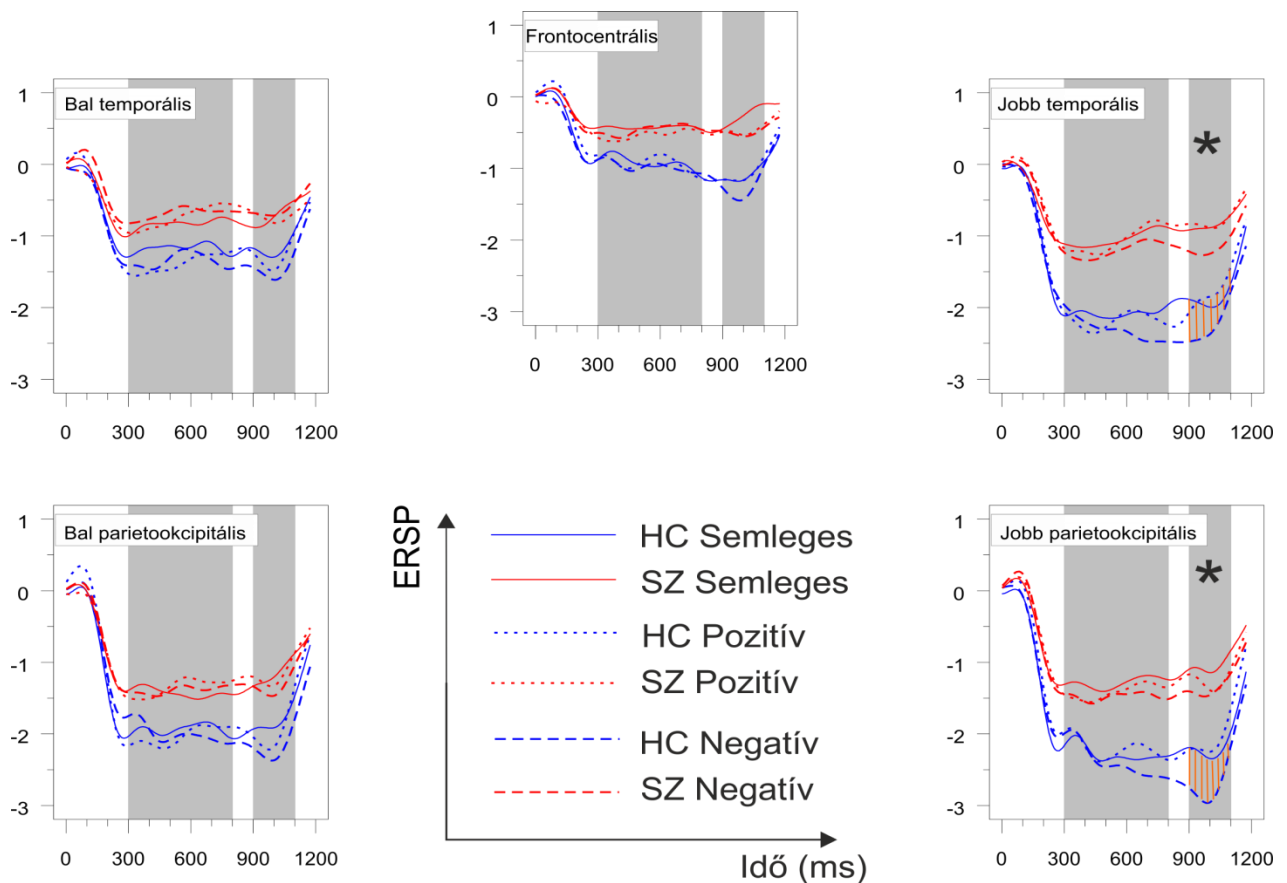 Frontocentrális
1
0
-1
-2
-3
0 300 600 900 1200
Bal temporális
1
0
-1
-2
-3
0 300 600 900 1200
Jobb temporális
*
1
0
-1
-2
-3
0 300 600 900 1200
Bal parietookcipitális
1
0
-1
-2
-3
0 300 600 900 1200
ERSP
HC Semleges
SZ Semleges
HC Pozitív
SZ Pozitív
HC Negatív
SZ Negatív
Idő (ms)
Jobb parietookcipitális
*
1
0
-1
-2
-3
0 300 600 900 1200